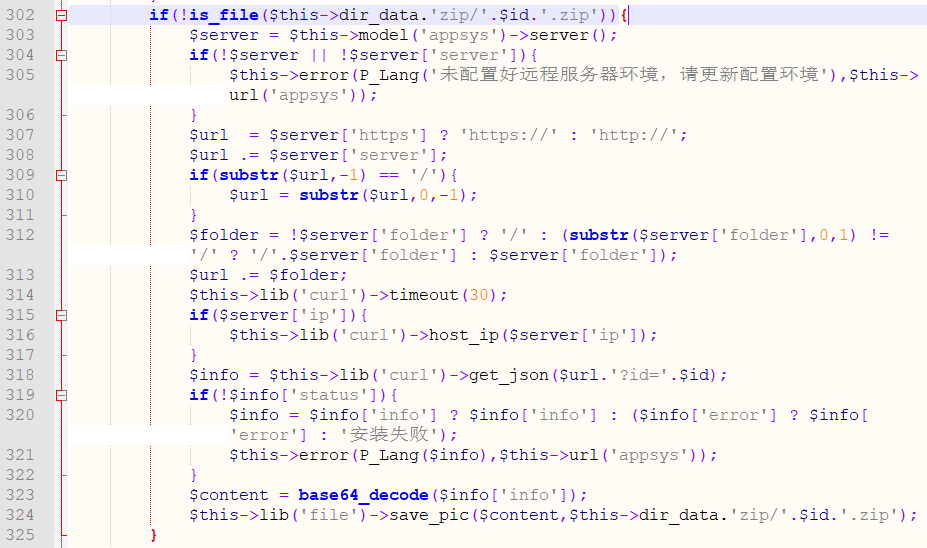 302 if(!is_file($this->dir_data.'zip/'.$id.'.zip')){
303 $server = $this->model('appsys')->server();
304 if(!$server || !$server['server']){
305 $this->error(P_Lang('未配置好远程服务器环境，请更新配置环境'),$this->
url('appsys'));
306 }
307 $url  = $server['https'] ? 'https://' : 'http://';
308 $url .= $server['server'];
309 if(substr($url,-1) == '/'){
310 $url = substr($url,0,-1);
311 }
312 $folder = !$server['folder'] ? '/' : (substr($server['folder'],0,1) !=
'/' ? '/'.$server['folder'] : $server['folder']);
313 $url .= $folder;
314 $this->lib('curl')->timeout(30);
315 if($server['ip']){
316 $this->lib('curl')->host_ip($server['ip']);
317 }
318 $info = $this->lib('curl')->get_json($url.'?id='.$id);
319 if(!$info['status']){
320 $info = $info['info'] ? $info['info'] : ($info['error'] ? $info[
'error'] : '安装失败');
321 $this->error(P_Lang($info),$this->url('appsys'));
322 }
323 $content = base64_decode($info['info']);
324 $this->lib('file')->save_pic($content,$this->dir_data.'zip/'.$id.'.zip');
325 }